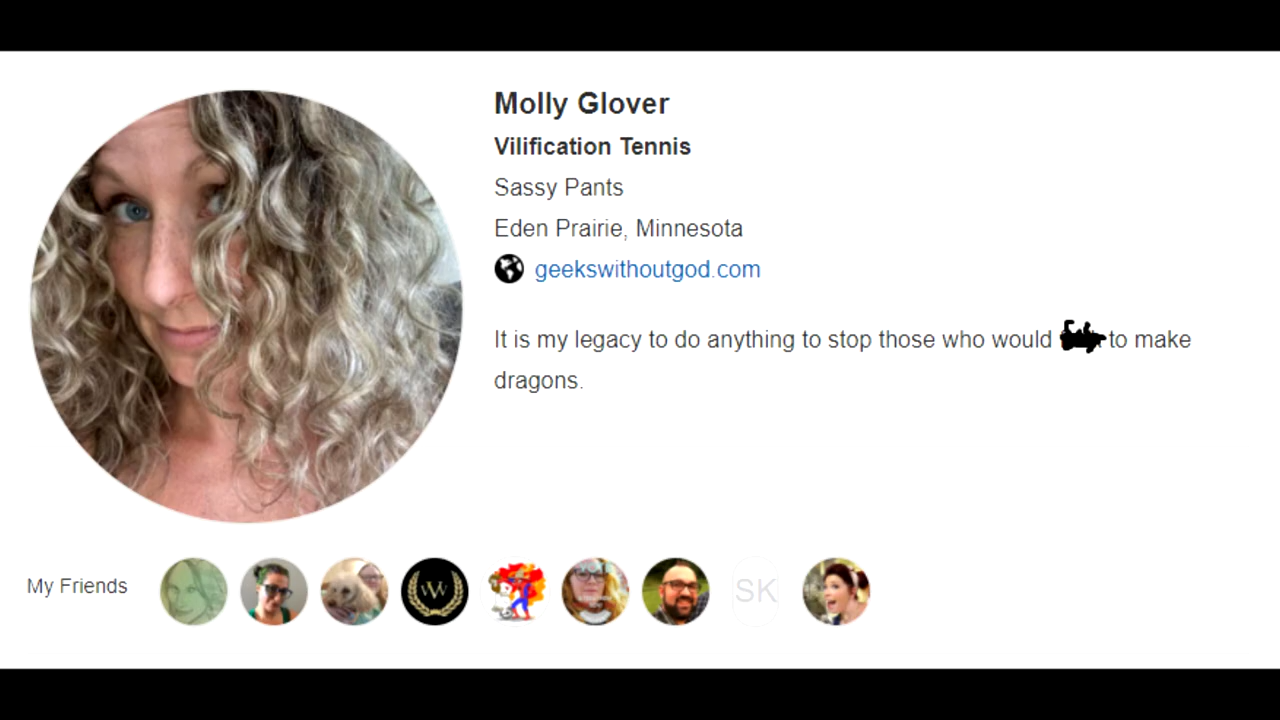 Molly Glover
Vilification Tennis
Sassy Pants
Eden Prairie, Minnesota
geekswithoutgod.com
It is my legacy to do anything to stop those who would to make
dragons.
My Friends
W
SK